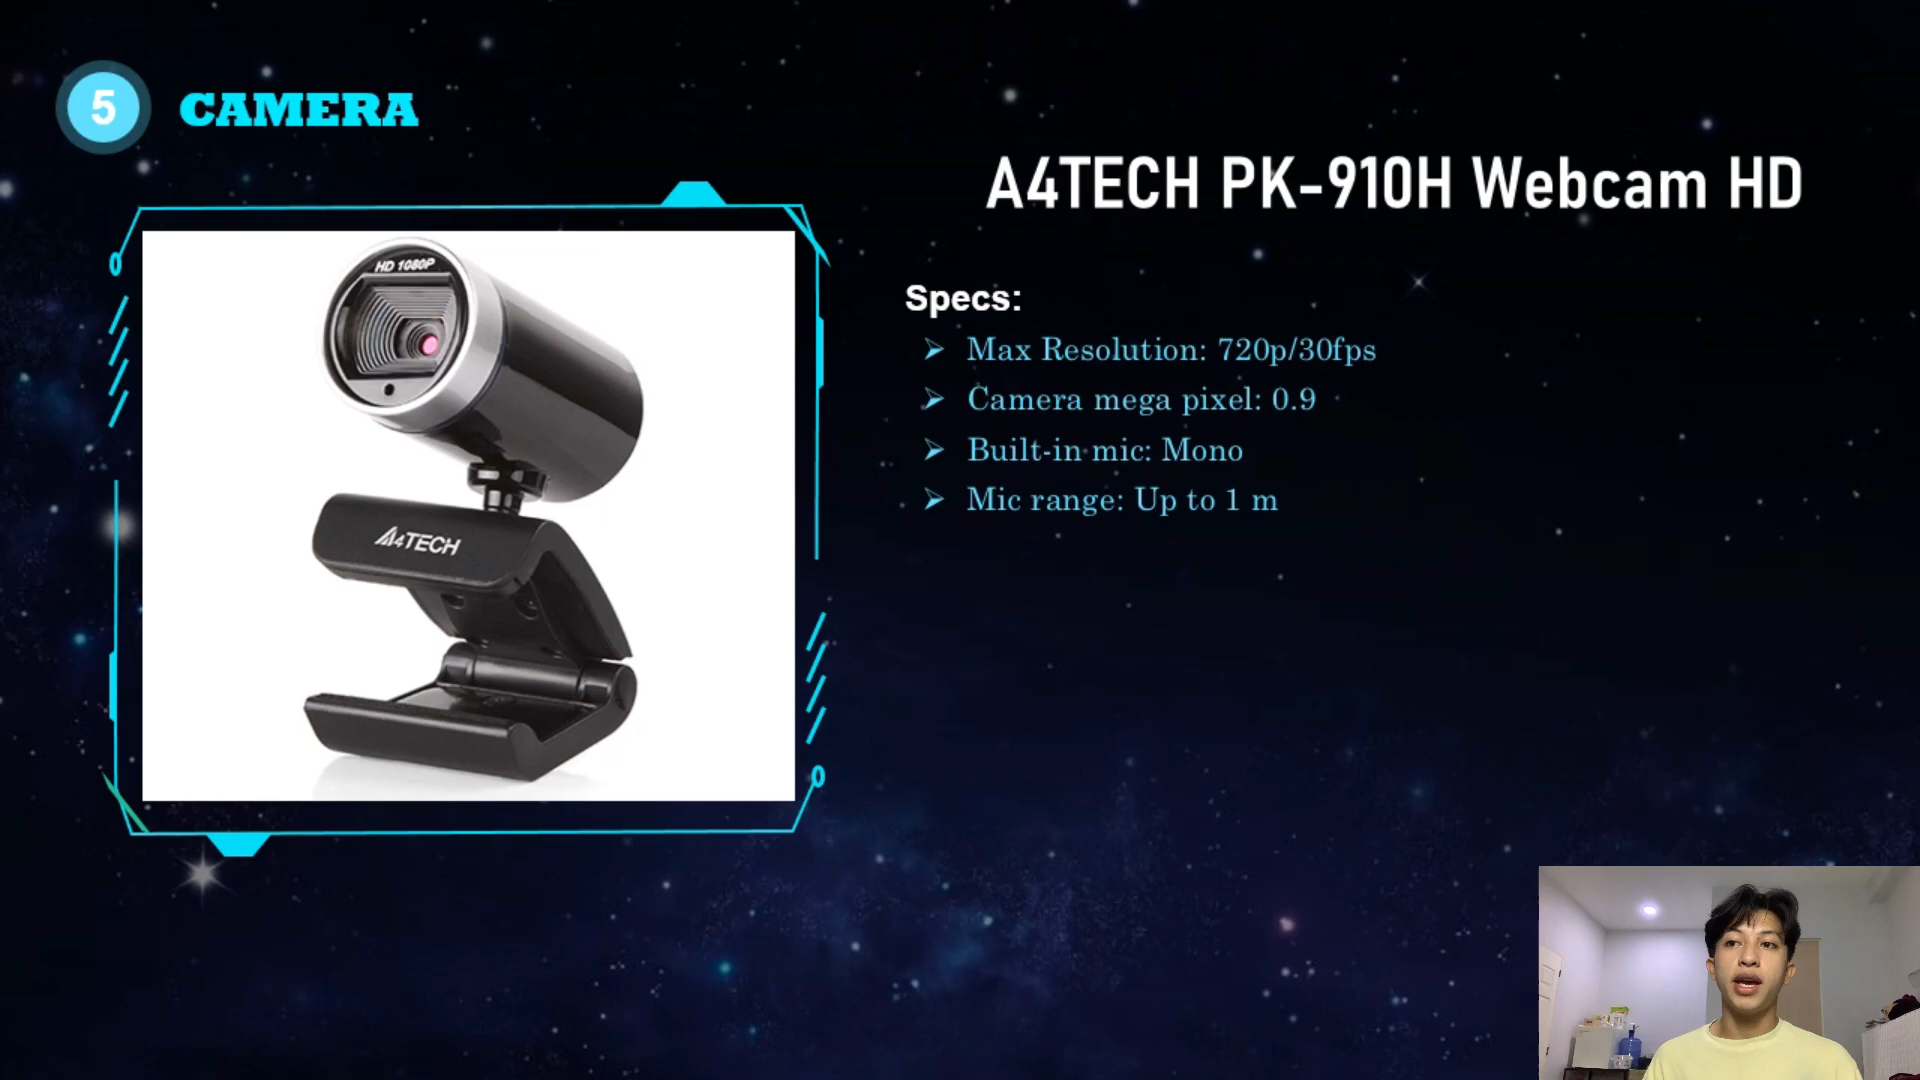 5 CAMERA
A4TECH PK-910H Webcam HD
HD 1080P
A4TECH
Specs:
➢ Max Resolution: 720p/30fps
➢ Camera mega pixel: 0.9
➢ Built-in mic: Mono
➢ Mic range: Up to 1 m